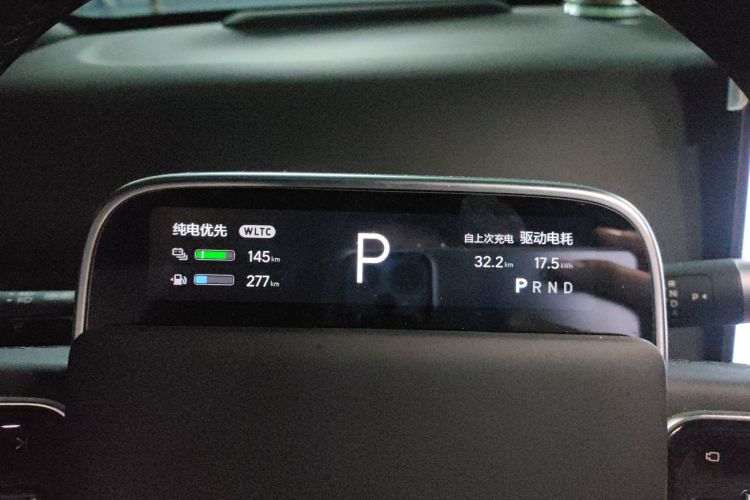 纯电优先 WLTC
145km
277km
P
自上次充电 驱动电耗
32.2km 17.5kWh
P R N D